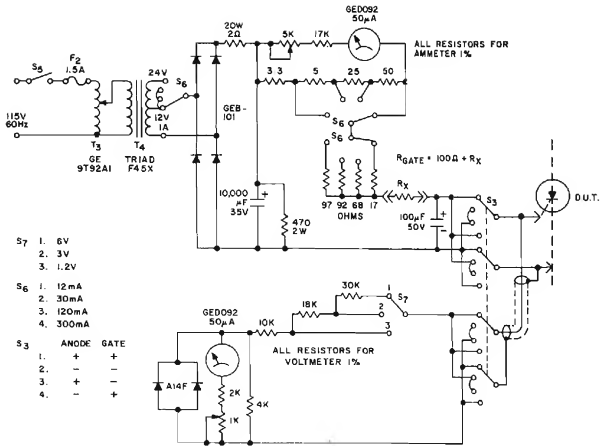 GED092
50μA
20W
2Ω
5K
17K
ALL RESISTORS FOR
AMMETER 1%
S5
F2
1.5A
24V
S6
3.3
5
25
50
115V
60Hz
12V
1A
GEB-
101
S6
S6
T3
GE
9T92A1
T4
TRIAD
F45X
RGATE = 100Ω + RX
RX
S3
D.U.T.
10,000
μF
35V
+
470
2W
97 92 68 17
OHMS
100μF
50V
+
−
S7 1. 6V
2. 3V
3. 1.2V
S6 1. 12mA
2. 30mA
3. 120mA
4. 300mA
S3 ANODE GATE
1. + +
2. − −
3. + −
4. − +
30K
1
S7
18K
2
GED092
50μA
10K
3
ALL RESISTORS FOR
VOLTMETER 1%
A14F
2K
1K
4K